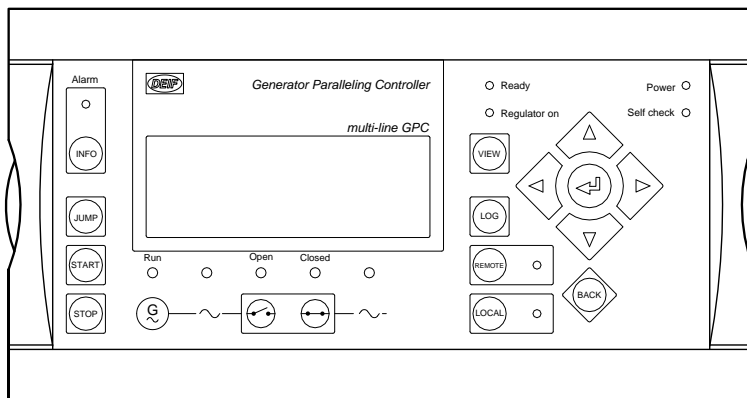 Alarm
INFO
JUMP
START
STOP
DEIF
Generator Paralleling Controller
multi-line GPC
Run
Open
Closed
G
Ready
Regulator on
Power
Self check
VIEW
LOG
REMOTE
LOCAL
BACK